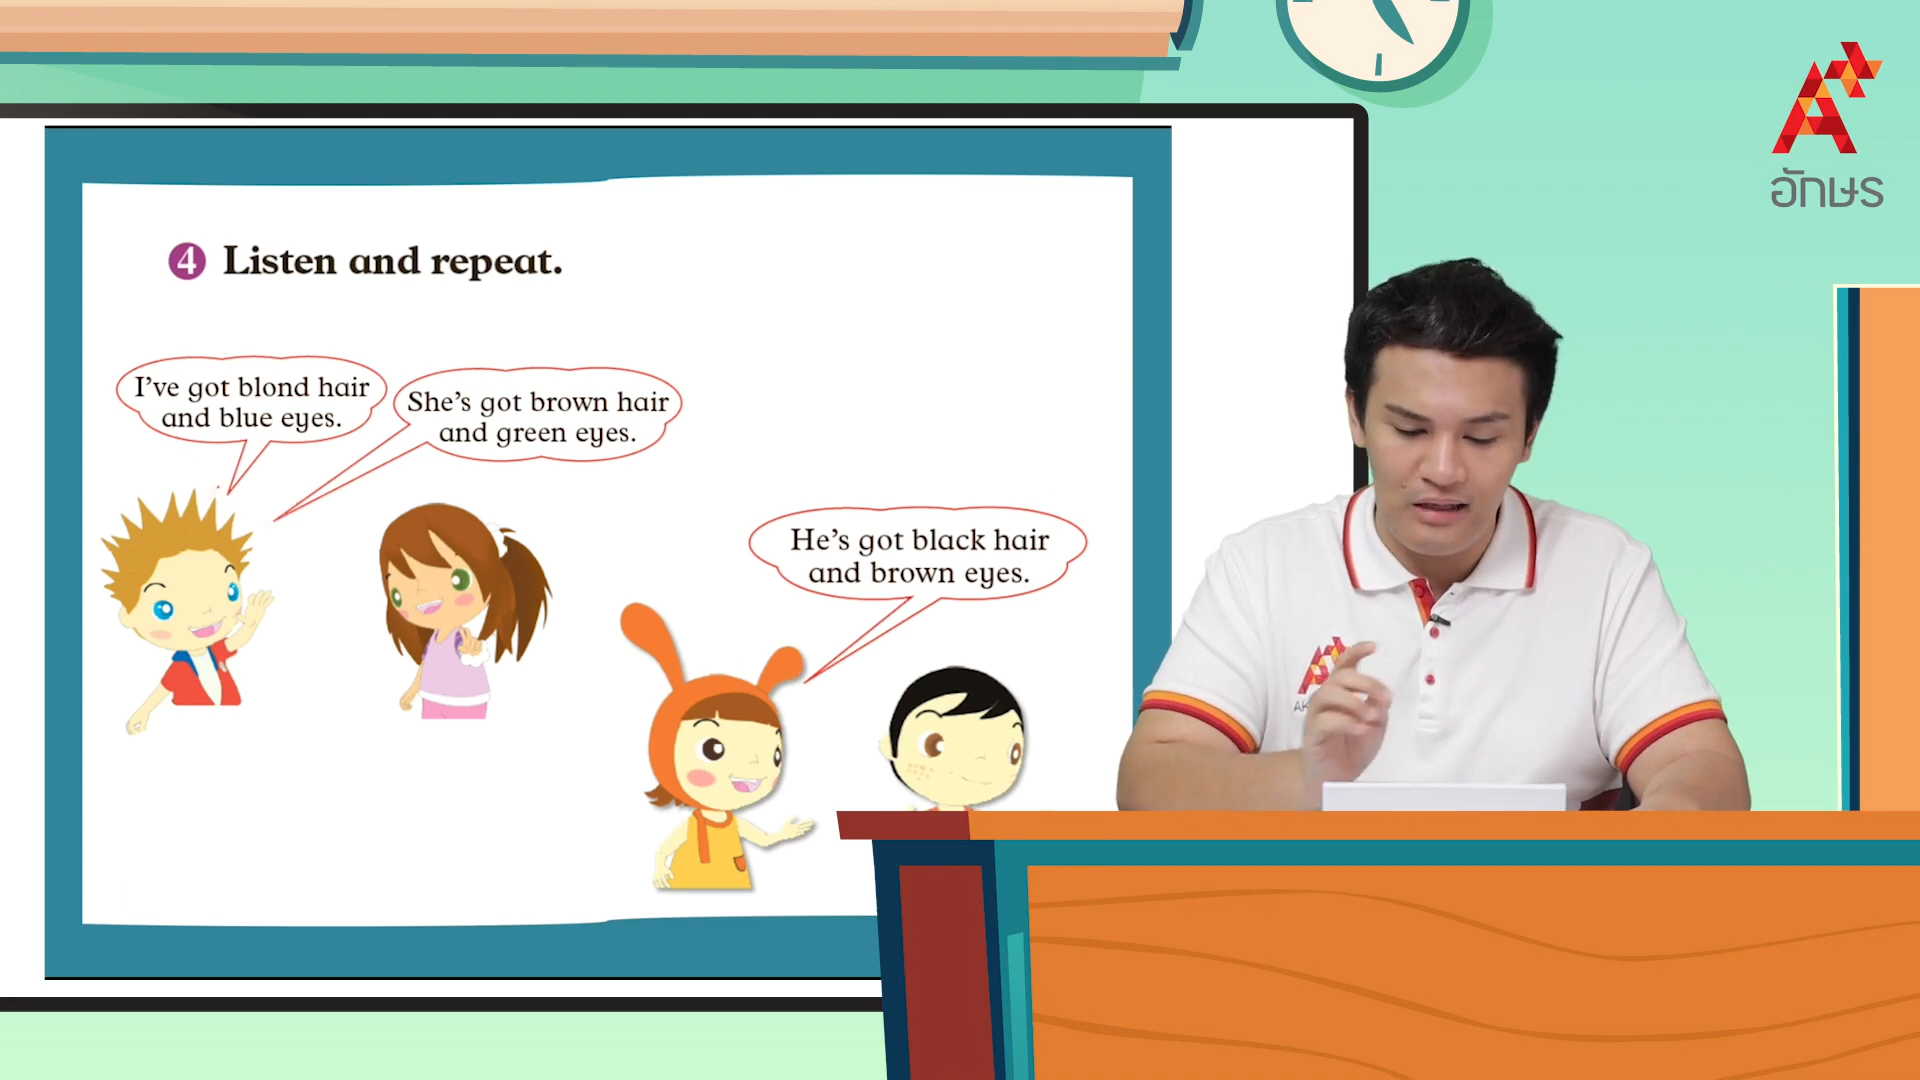 อักษร
4 Listen and repeat.
I've got blond hair
and blue eyes.
She's got brown hair
and green eyes.
He's got black hair
and brown eyes.